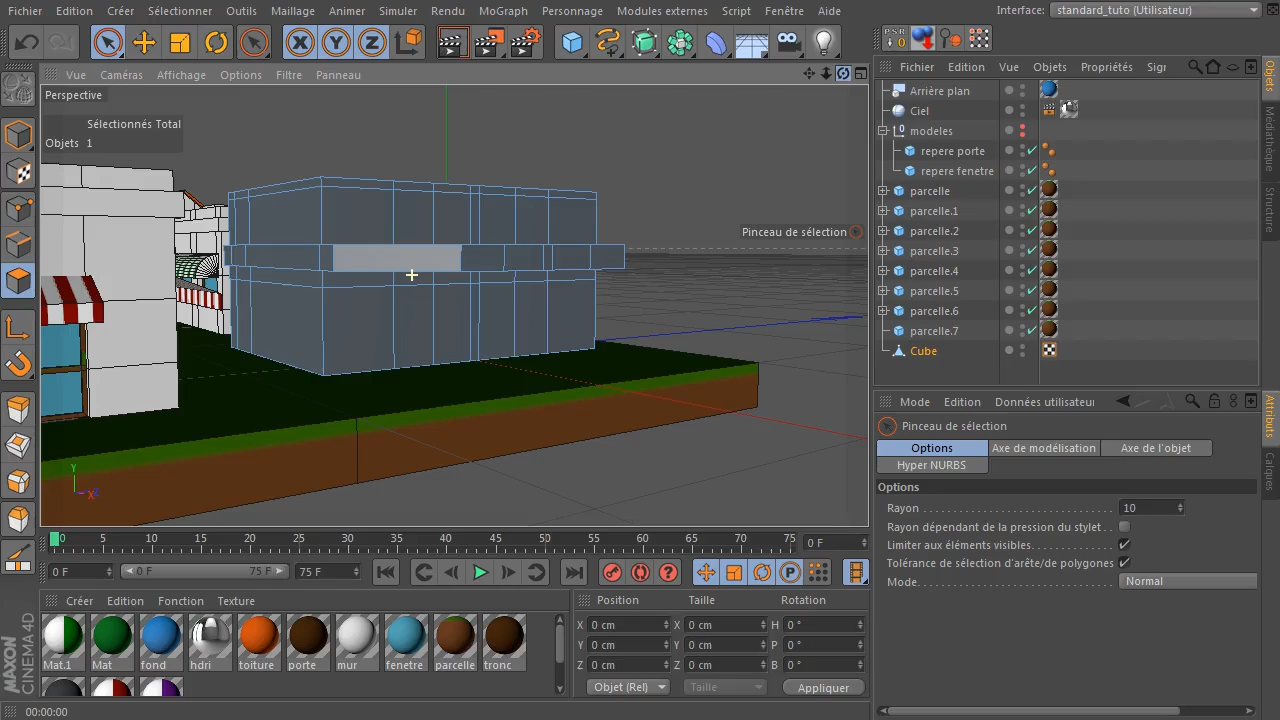 Fichier Edition Créer Sélectionner Outils Maillage Animer Simuler Rendu MoGraph Personnage Modules externes Script Fenêtre Aide
Interface: standard_tuto (Utilisateur)
X Y Z
PSR
0
Vue Caméras Affichage Options Filtre Panneau
Perspective
Sélectionnés Total
Objets 1
Pinceau de sélection
Y
X Z
Fichier Edition Vue Objets Propriétés Sigr
Arrière plan
Ciel
modeles
repere porte
repere fenetre
parcelle
parcelle.1
parcelle.2
parcelle.3
parcelle.4
parcelle.5
parcelle.6
parcelle.7
Cube
Objets
Médiathèque
Structure
Mode Edition Données utilisateur
Pinceau de sélection
Options Axe de modélisation Axe de l'objet
Hyper NURBS
Options
Rayon 10
Rayon dépendant de la pression du stylet
Limiter aux éléments visibles
Tolérance de sélection d'arête/de polygones
Mode Normal
Attributs
Calques
0 5 10 15 20 25 30 35 40 45 50 55 60 65 70 75 0 F
0 F 0 F 75 F 75 F
P
Créer Edition Fonction Texture
Mat.1 Mat fond hdri toiture porte mur fenetre parcelle tronc
Position Taille Rotation
X 0 cm X 0 cm H 0 °
Y 0 cm Y 0 cm P 0 °
Z 0 cm Z 0 cm B 0 °
Objet (Rel) Taille Appliquer
MAXON
CINEMA 4D
00:00:00